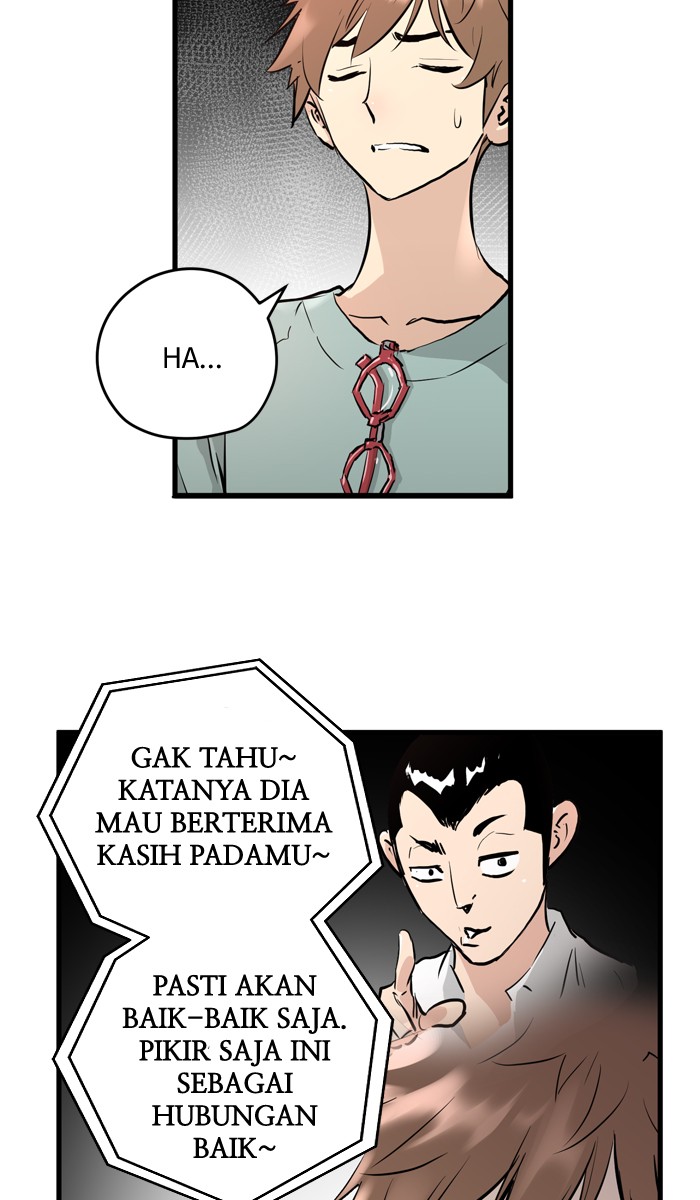 HA...
GAK TAHU~
KATANYA DIA
MAU BERTERIMA
KASIH PADAMU~
PASTI AKAN
BAIK-BAIK SAJA.
PIKIR SAJA INI
SEBAGAI
HUBUNGAN
BAIK~